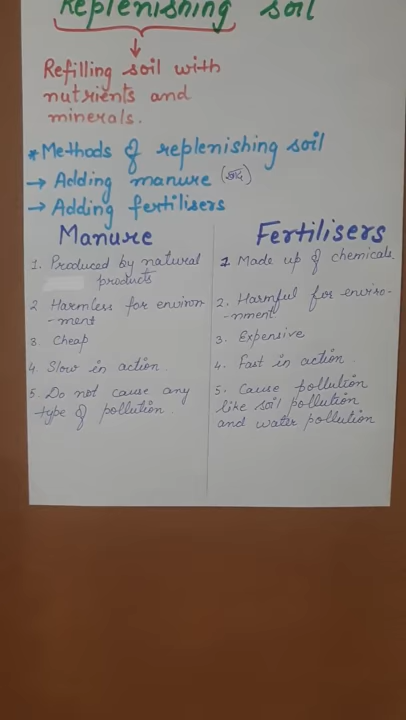 Replenishing soil
Refilling soil with
nutrients and
minerals.
* Methods of replenishing soil
→ Adding manure (खाद)
→ Adding fertilisers
Manure
1. Produced by natural
products
2 Harmless for environ
-ment
3. Cheap
4. Slow in action.
5. Do not cause any
type of pollution.
Fertilisers
1 Made up of chemicals.
2. Harmful for enviro-
-nment.
3. Expensive
4. Fast in action.
5. Cause pollution
like soil pollution
and water pollution